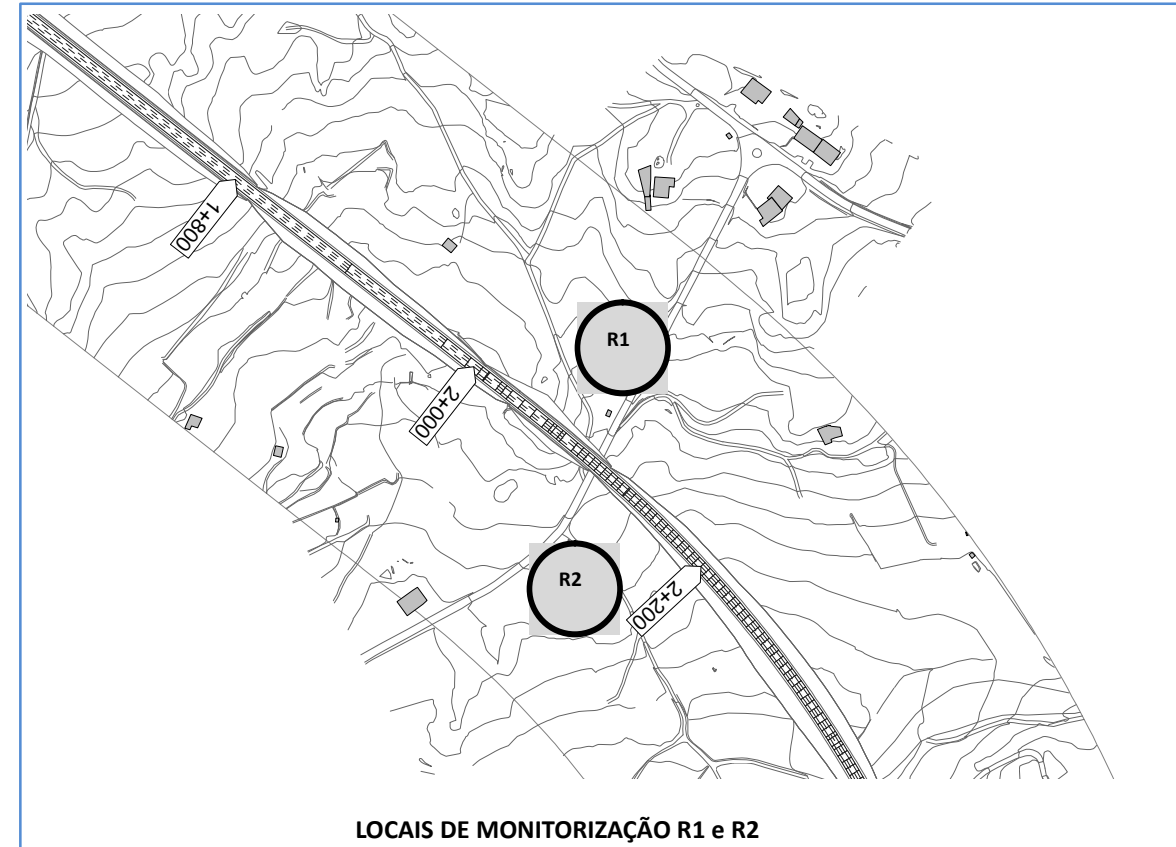 1+800
R1
2+000
R2
2+200
LOCAIS DE MONITORIZAÇÃO R1 e R2